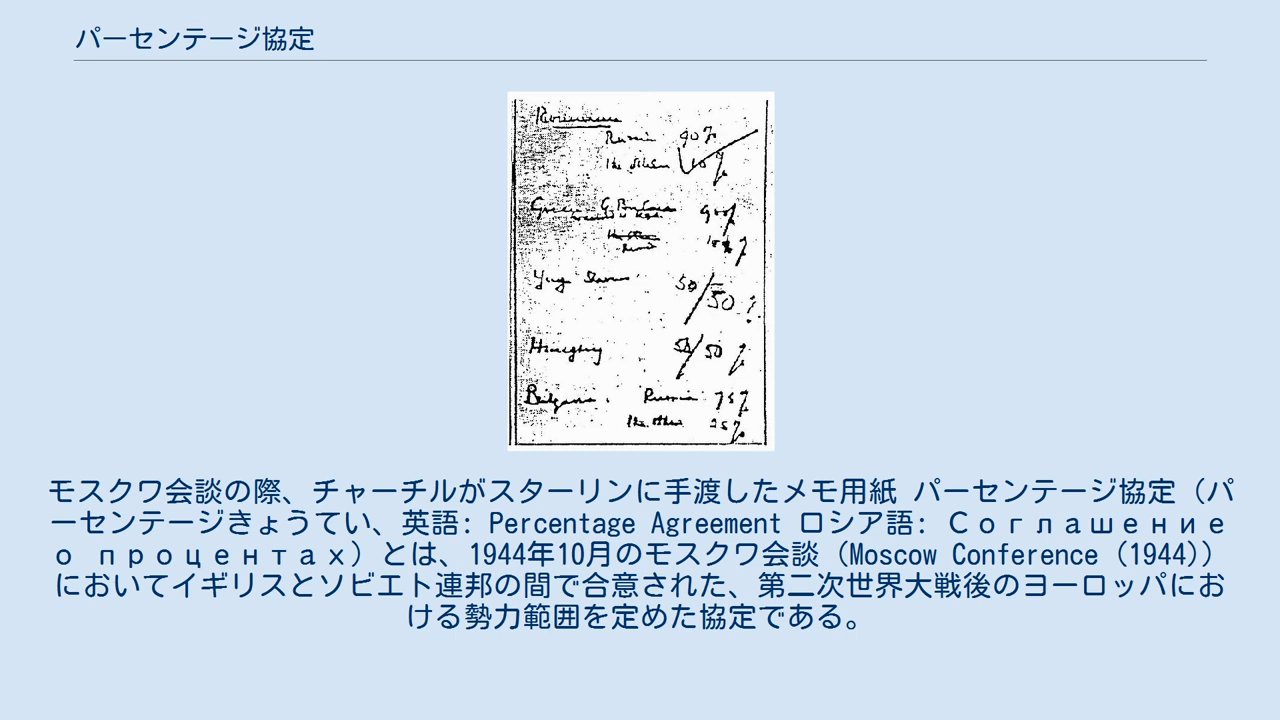 パーセンテージ協定
Russia 90%
10%
90%
Yugo
50/50 %
Hungary 50/50 %
Bulgaria. Russia 75%
The others 25%
モスクワ会談の際、チャーチルがスターリンに手渡したメモ用紙 パーセンテージ協定（パ
ーセンテージきょうてい、英語: Percentage Agreement ロシア語: Ｓоглашение
о процентах）とは、1944年10月のモスクワ会談（Moscow Conference (1944)）
においてイギリスとソビエト連邦の間で合意された、第二次世界大戦後のヨーロッパにお
ける勢力範囲を定めた協定である。